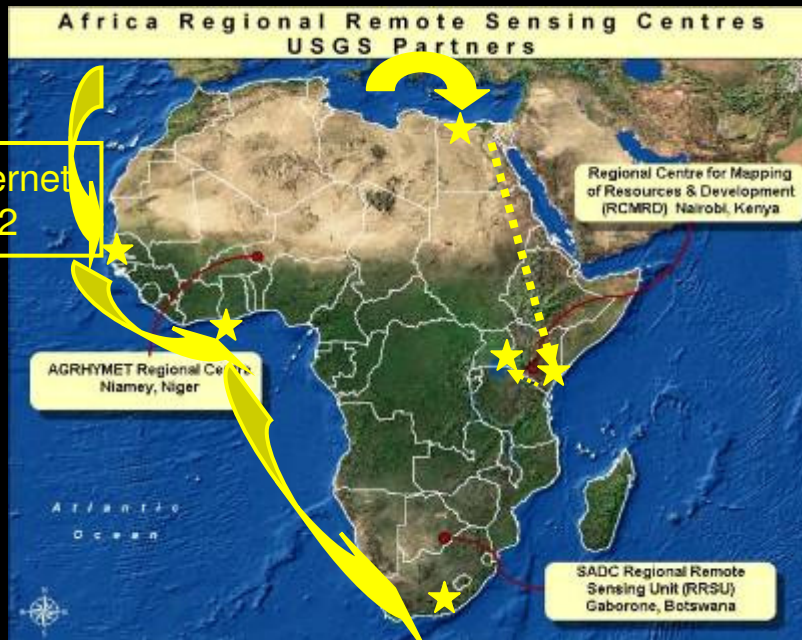 Africa Regional Remote Sensing Centres
USGS Partners
ernet
2
Regional Centre for Mapping
of Resources & Development
(RCMRD) Nairobi, Kenya
AGRHYMET Regional Centre
Niamey, Niger
Atlantic
Ocean
SADC Regional Remote
Sensing Unit (RRSU)
Gaborone, Botswana